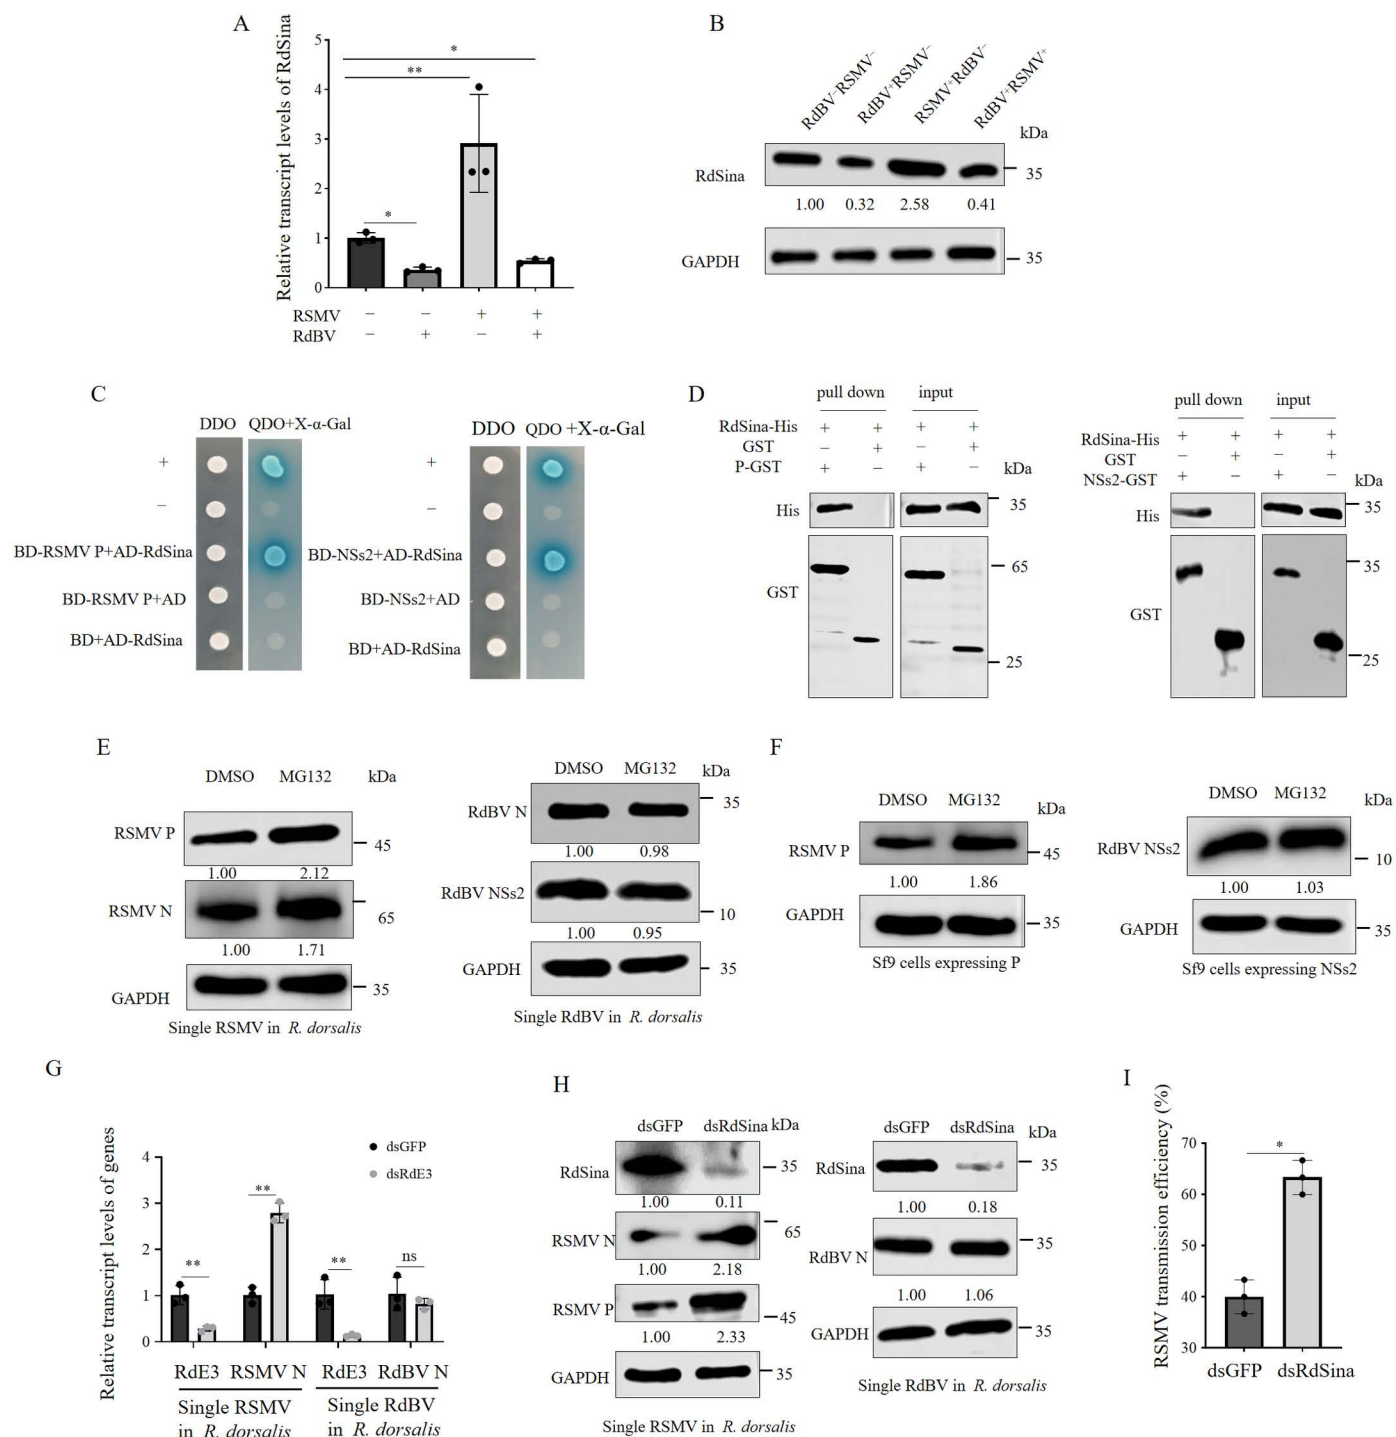 A
Relative transcript levels of RdSina
5
4
3
2
1
0
*
**
*
RSMV − − + +
RdBV − + − +
B
RdBV⁻RSMV⁻
RdBV⁺RSMV⁻
RSMV⁺RdBV⁻
RdBV⁺RSMV⁺
kDa
RdSina
35
1.00 0.32 2.58 0.41
GAPDH
35
C
DDO QDO+X-α-Gal
+
−
BD-RSMV P+AD-RdSina
BD-RSMV P+AD
BD+AD-RdSina
DDO QDO +X-α-Gal
+
−
BD-NSs2+AD-RdSina
BD-NSs2+AD
BD+AD-RdSina
D
pull down input
RdSina-His + + + +
GST − + − +
P-GST + − + −
kDa
His
35
GST
65
25
pull down input
RdSina-His + + + +
GST − + − +
NSs2-GST + − + −
kDa
His
35
GST
35
25
E
DMSO MG132 kDa
RSMV P
45
1.00 2.12
RSMV N
65
1.00 1.71
GAPDH
35
Single RSMV in R. dorsalis
DMSO MG132 kDa
RdBV N
35
1.00 0.98
RdBV NSs2
10
1.00 0.95
GAPDH
35
Single RdBV in R. dorsalis
F
DMSO MG132 kDa
RSMV P
45
1.00 1.86
GAPDH
35
Sf9 cells expressing P
DMSO MG132 kDa
RdBV NSs2
10
1.00 1.03
GAPDH
35
Sf9 cells expressing NSs2
G
Relative transcript levels of genes
4
3
2
1
0
dsGFP
dsRdE3
**
**
**
ns
RdE3 RSMV N RdE3 RdBV N
Single RSMV
in R. dorsalis
Single RdBV
in R. dorsalis
H
dsGFP dsRdSina kDa
RdSina
35
1.00 0.11
RSMV N
65
1.00 2.18
RSMV P
45
1.00 2.33
GAPDH
35
Single RSMV in R. dorsalis
dsGFP dsRdSina kDa
RdSina
35
1.00 0.18
RdBV N
35
1.00 1.06
GAPDH
35
Single RdBV in R. dorsalis
I
RSMV transmission efficiency (%)
70
60
50
40
30
*
dsGFP dsRdSina